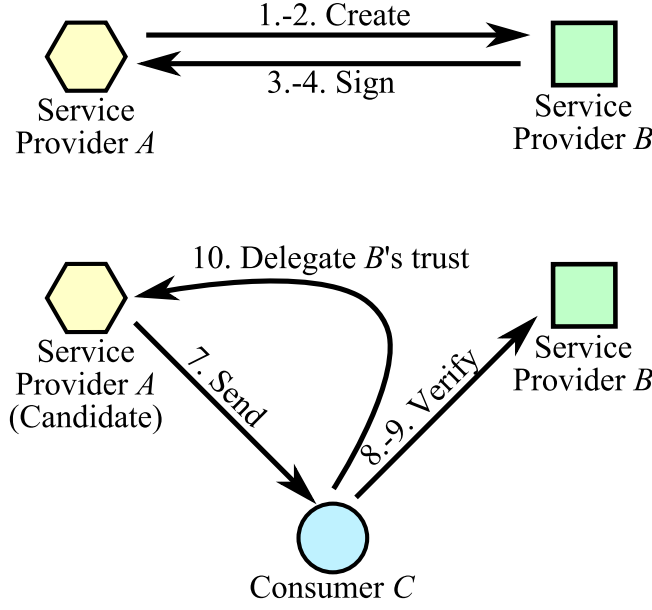 1.-2. Create
3.-4. Sign
Service
Provider A
Service
Provider B
10. Delegate B's trust
Service
Provider A
(Candidate)
7. Send
8.-9. Verify
Service
Provider B
Consumer C